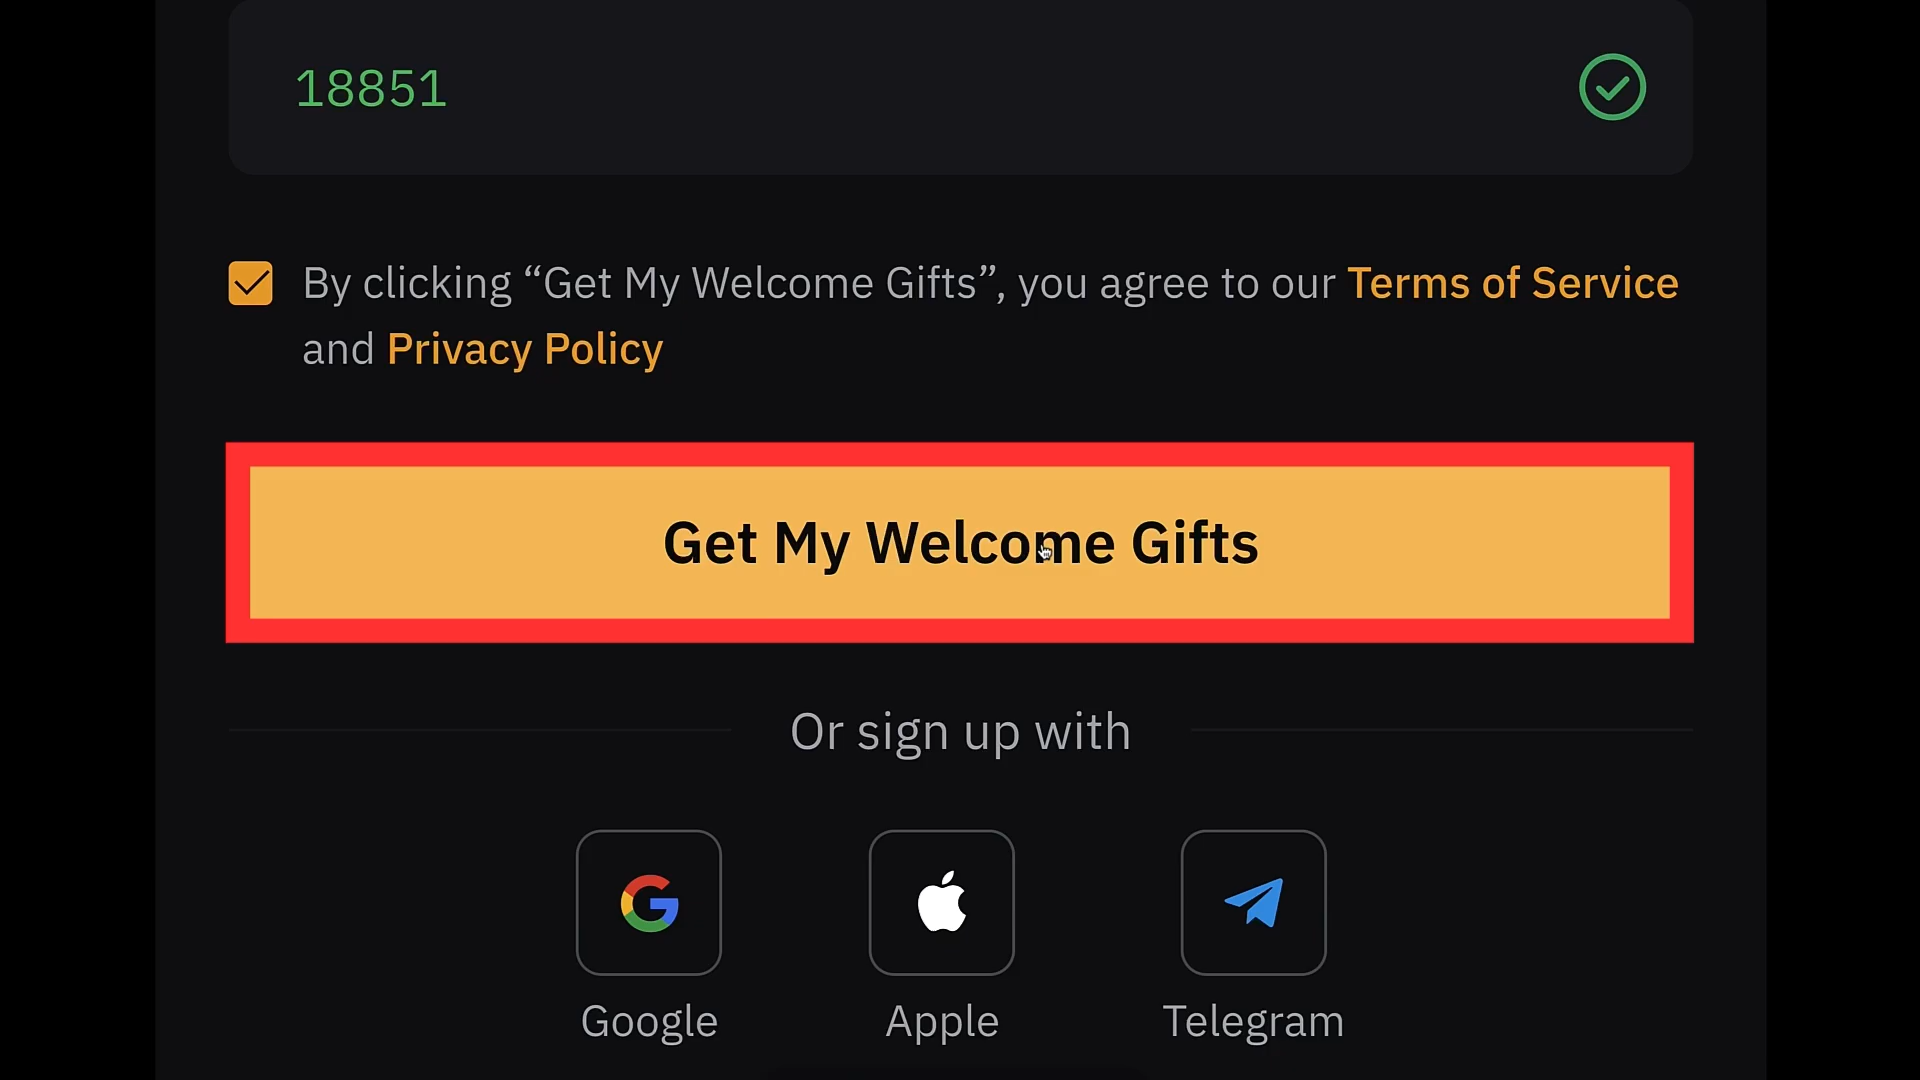 18851
By clicking “Get My Welcome Gifts”, you agree to our Terms of Service
and Privacy Policy
Get My Welcome Gifts
Or sign up with
Google
Apple
Telegram